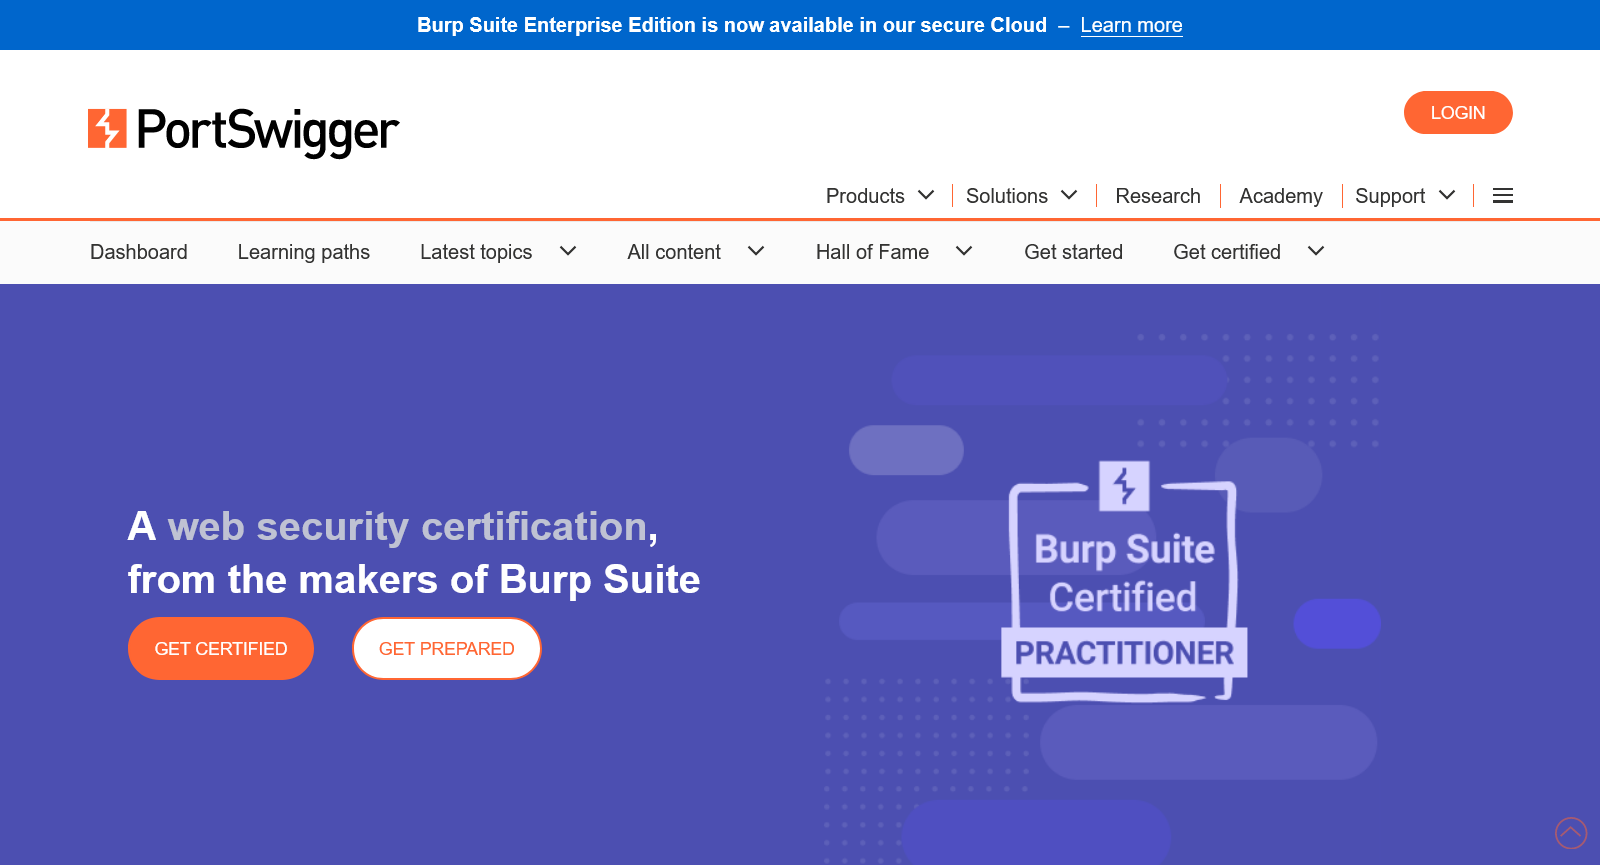 Burp Suite Enterprise Edition is now available in our secure Cloud – Learn more
PortSwigger
LOGIN
Products Solutions Research Academy Support
Dashboard Learning paths Latest topics All content Hall of Fame Get started Get certified
A web security certification,
from the makers of Burp Suite
GET CERTIFIED GET PREPARED
Burp Suite
Certified
PRACTITIONER